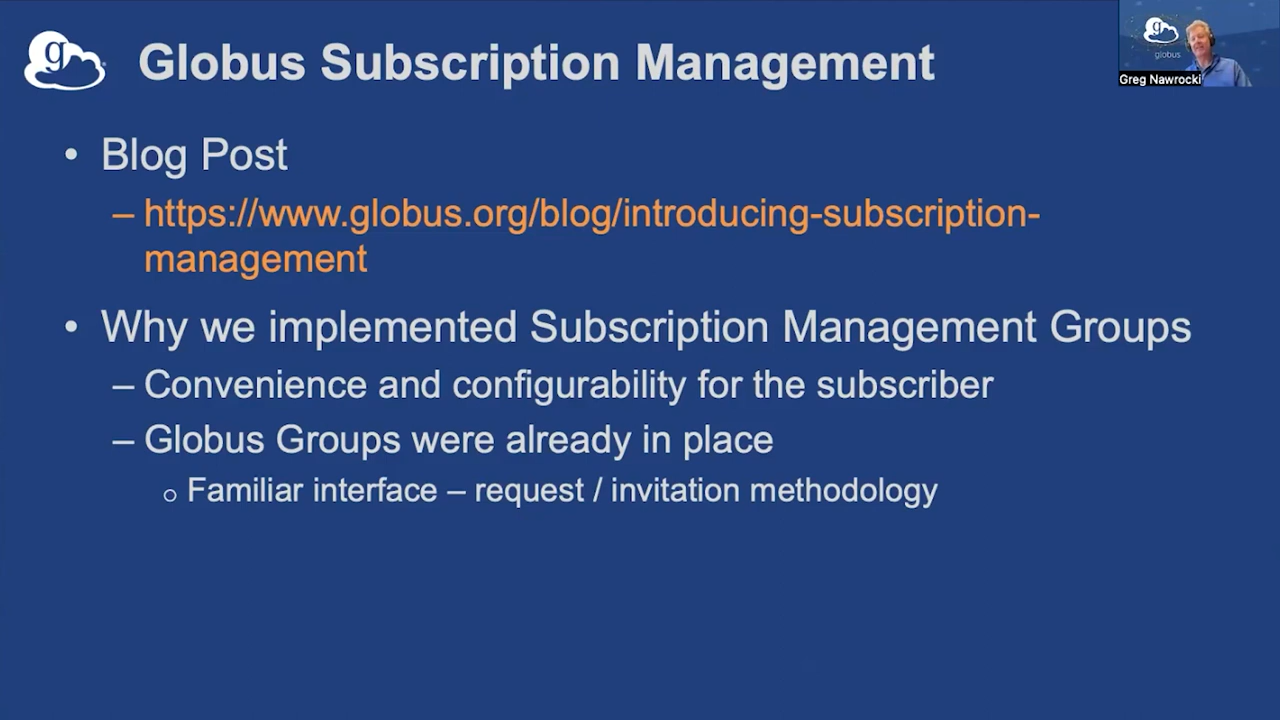 Globus Subscription Management
g
globus
Greg Nawrocki
• Blog Post
– https://www.globus.org/blog/introducing-subscription-
management
• Why we implemented Subscription Management Groups
– Convenience and configurability for the subscriber
– Globus Groups were already in place
○ Familiar interface – request / invitation methodology